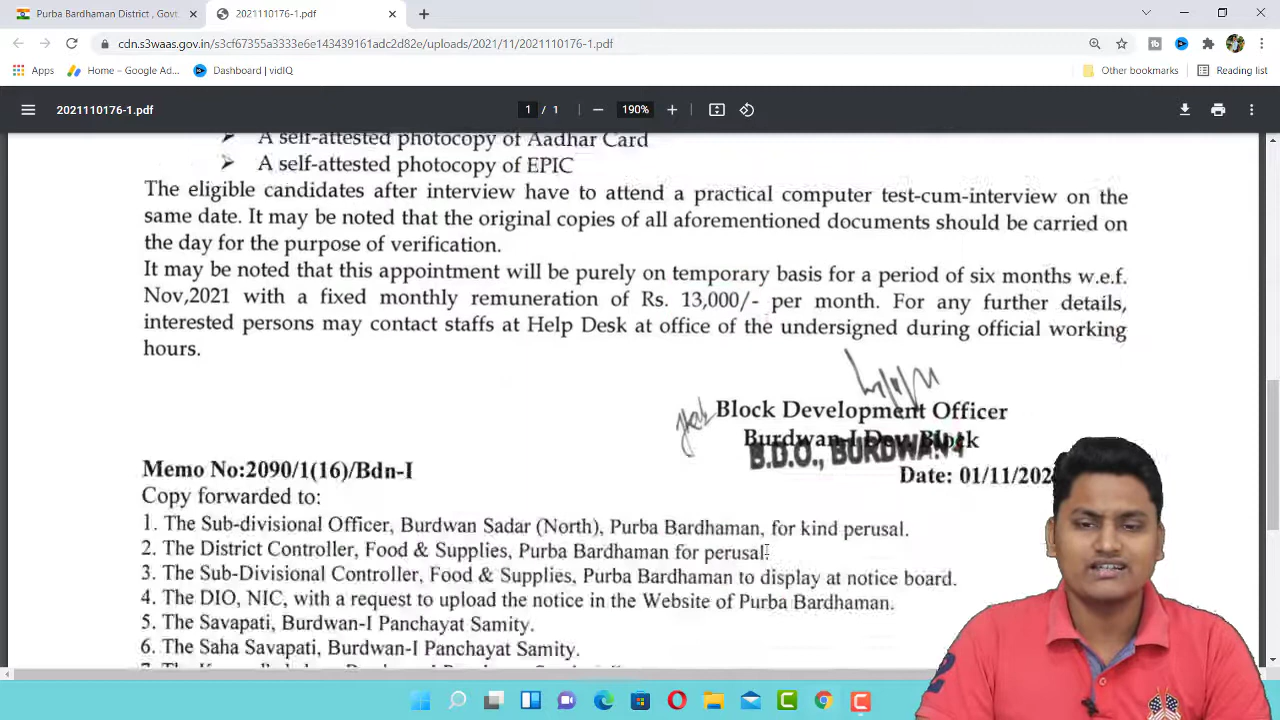 Purba Bardhaman District , Govt
2021110176-1.pdf
cdn.s3waas.gov.in/s3cf67355a3333e6e143439161adc2d82e/uploads/2021/11/2021110176-1.pdf
Apps
Home – Google Ad...
Dashboard | vidIQ
Other bookmarks
Reading list
2021110176-1.pdf
1 / 1
190%
➤ A self-attested photocopy of Aadhar Card
➤ A self-attested photocopy of EPIC
The eligible candidates after interview have to attend a practical computer test-cum-interview on the
same date. It may be noted that the original copies of all aforementioned documents should be carried on
the day for the purpose of verification.
It may be noted that this appointment will be purely on temporary basis for a period of six months w.e.f.
Nov,2021 with a fixed monthly remuneration of Rs. 13,000/- per month. For any further details,
interested persons may contact staffs at Help Desk at office of the undersigned during official working
hours.
Block Development Officer
Burdwan-I Dev. Block
B.D.O., BURDWAN-I
Memo No:2090/1(16)/Bdn-I
Date: 01/11/202
Copy forwarded to:
1. The Sub-divisional Officer, Burdwan Sadar (North), Purba Bardhaman, for kind perusal.
2. The District Controller, Food & Supplies, Purba Bardhaman for perusal.
3. The Sub-Divisional Controller, Food & Supplies, Purba Bardhaman to display at notice board.
4. The DIO, NIC, with a request to upload the notice in the Website of Purba Bardhaman.
5. The Savapati, Burdwan-I Panchayat Samity.
6. The Saha Savapati, Burdwan-I Panchayat Samity.